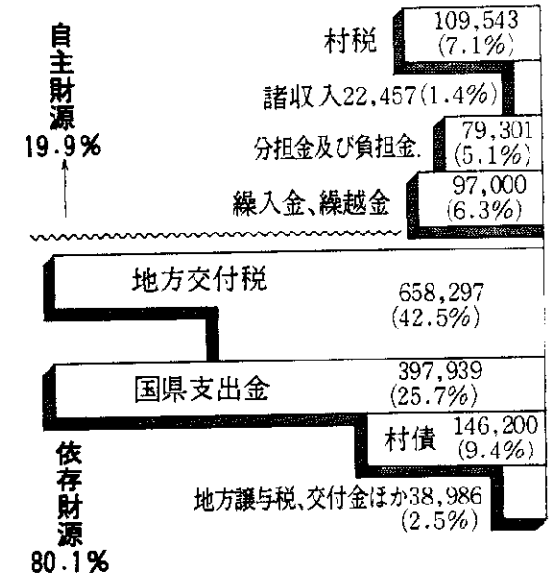 自主財源
19.9%
村税
109,543
(7.1%)
諸収入22,457(1.4%)
分担金及び負担金.
79,301
(5.1%)
繰入金、繰越金
97,000
(6.3%)
地方交付税
658,297
(42.5%)
国県支出金
397,939
(25.7%)
村債
146,200
(9.4%)
地方譲与税、交付金ほか38,986
(2.5%)
依存財源
80.1%